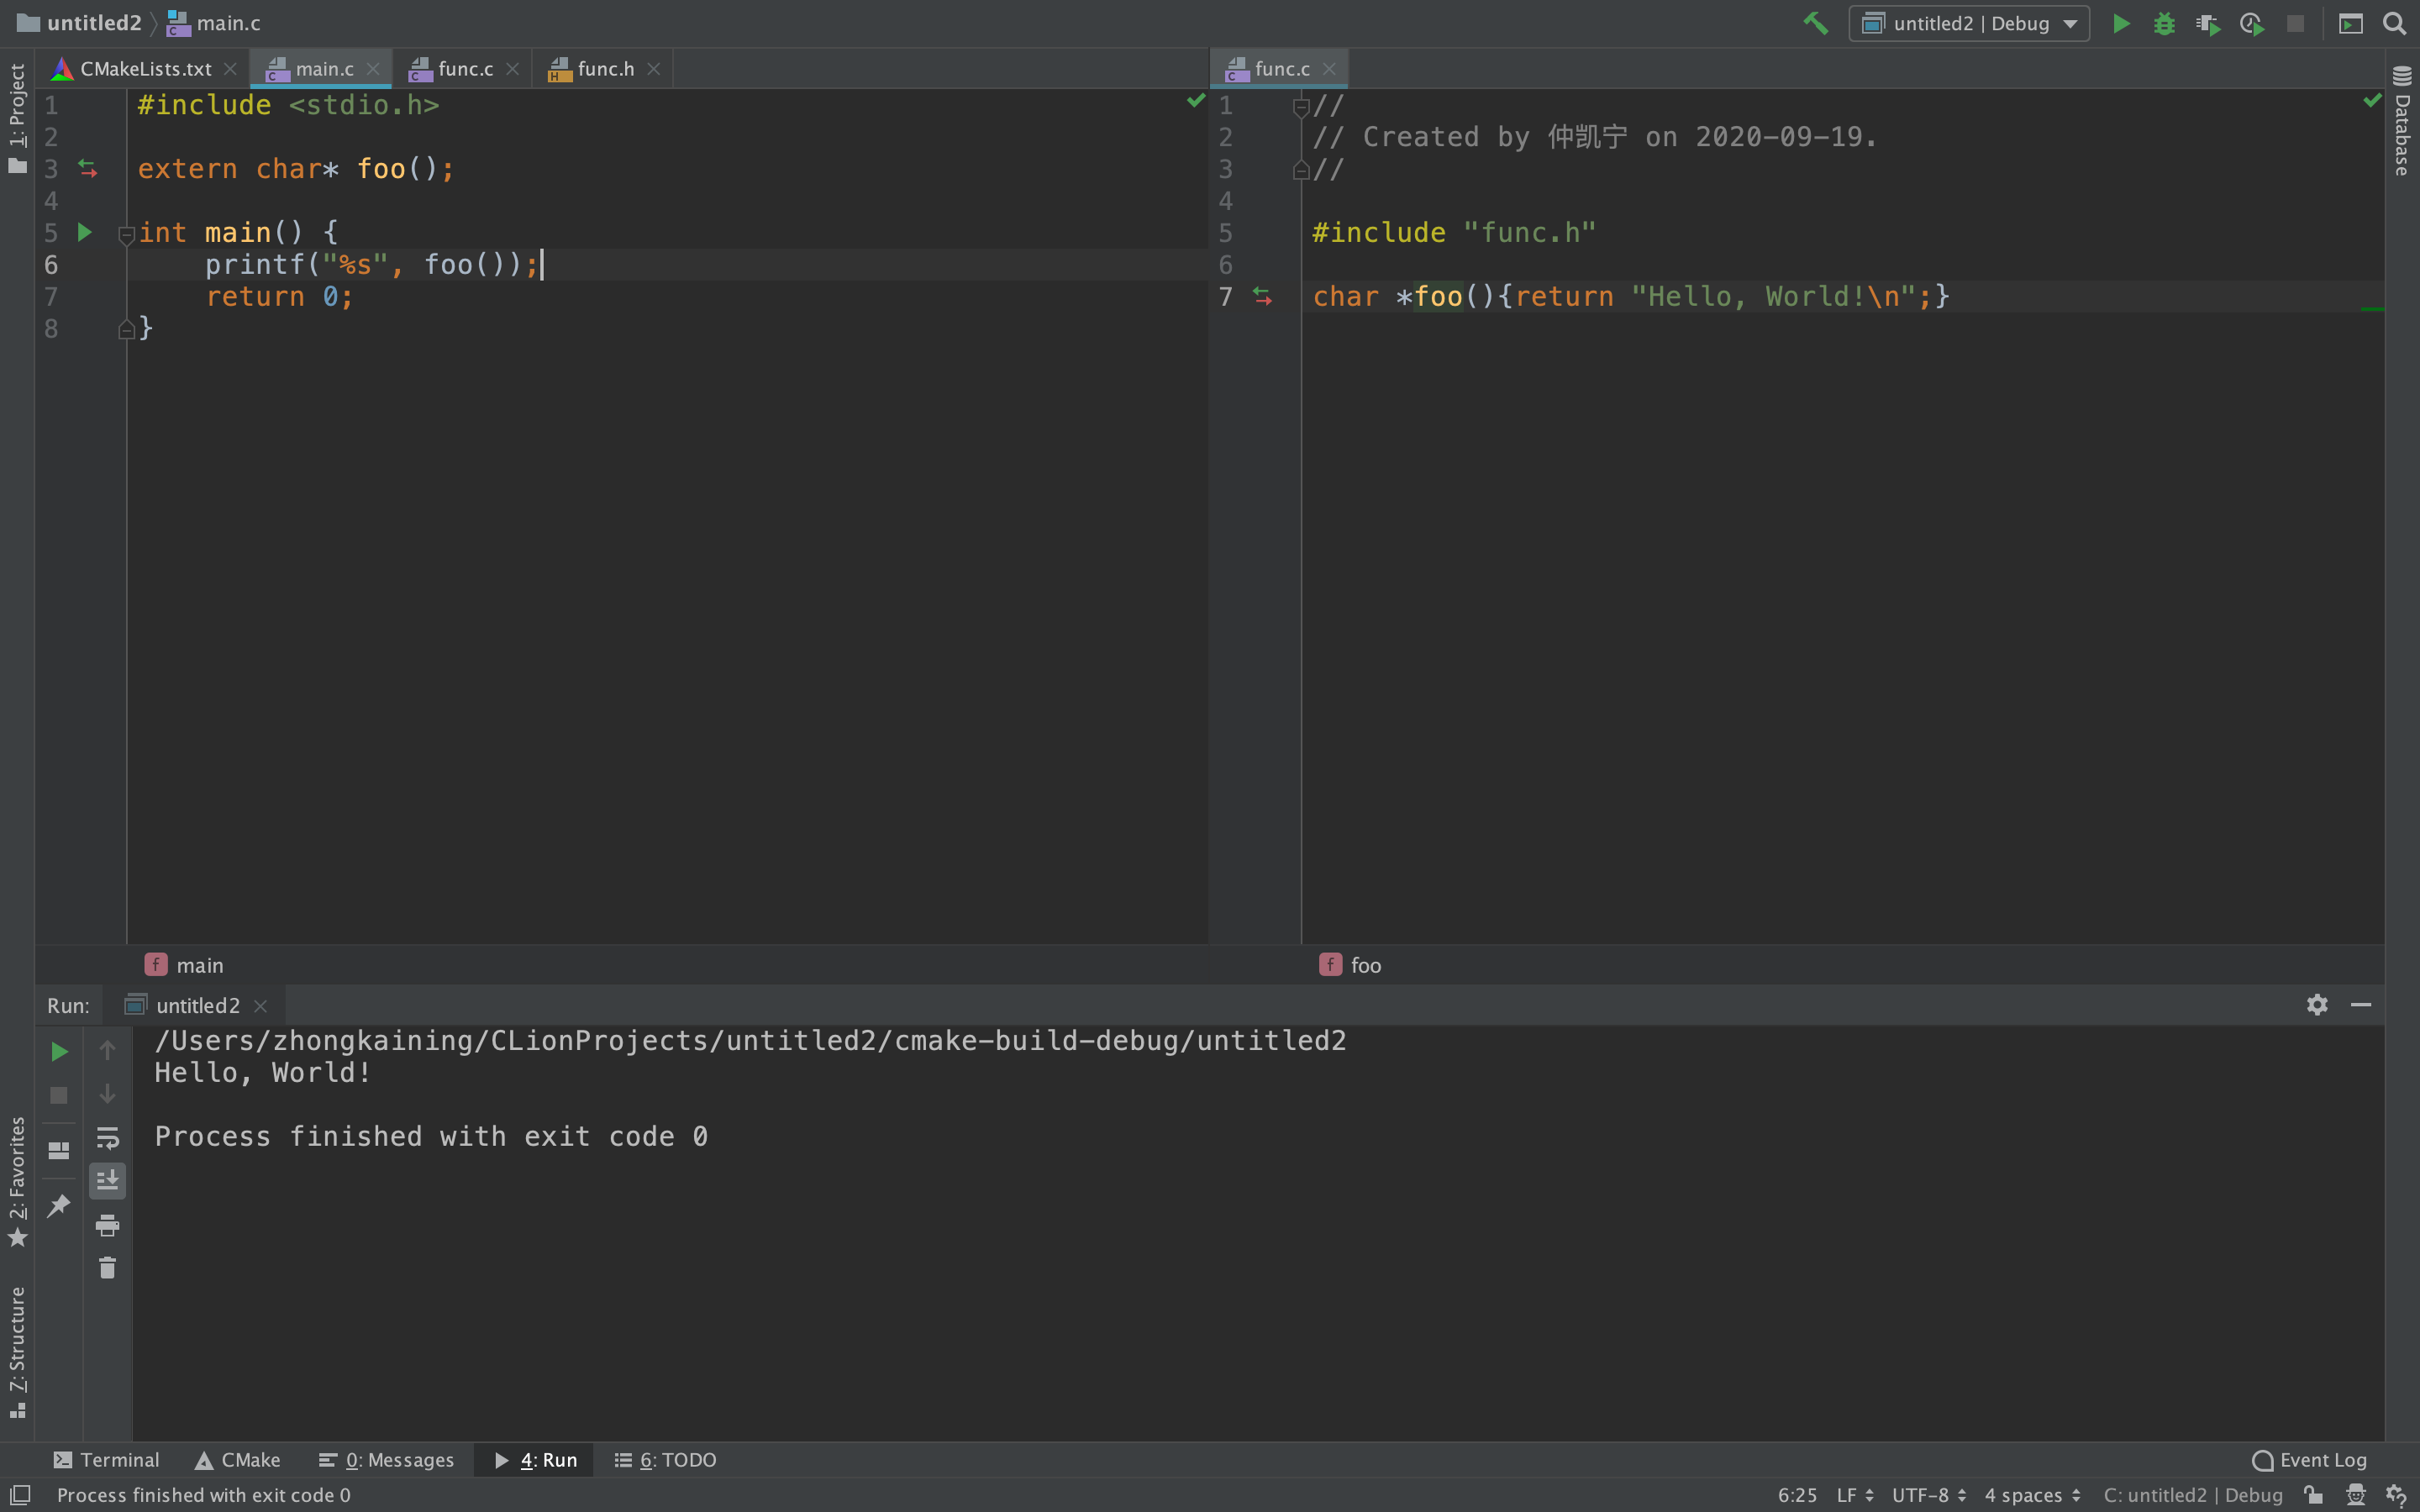 untitled2 main.c untitled2 | Debug
CMakeLists.txt main.c func.c func.h func.c
1: Project
Database
1 #include <stdio.h>
2
3 extern char* foo();
4
5 int main() {
6 printf("%s", foo());
7 return 0;
8 }
main
1 //
2 // Created by 仲凯宁 on 2020-09-19.
3 //
4
5 #include "func.h"
6
7 char *foo(){return "Hello, World!\n";}
foo
Run: untitled2
/Users/zhongkaining/CLionProjects/untitled2/cmake-build-debug/untitled2
Hello, World!
Process finished with exit code 0
2: Favorites
7: Structure
Terminal CMake 0: Messages 4: Run 6: TODO Event Log
Process finished with exit code 0 6:25 LF UTF-8 4 spaces C: untitled2 | Debug